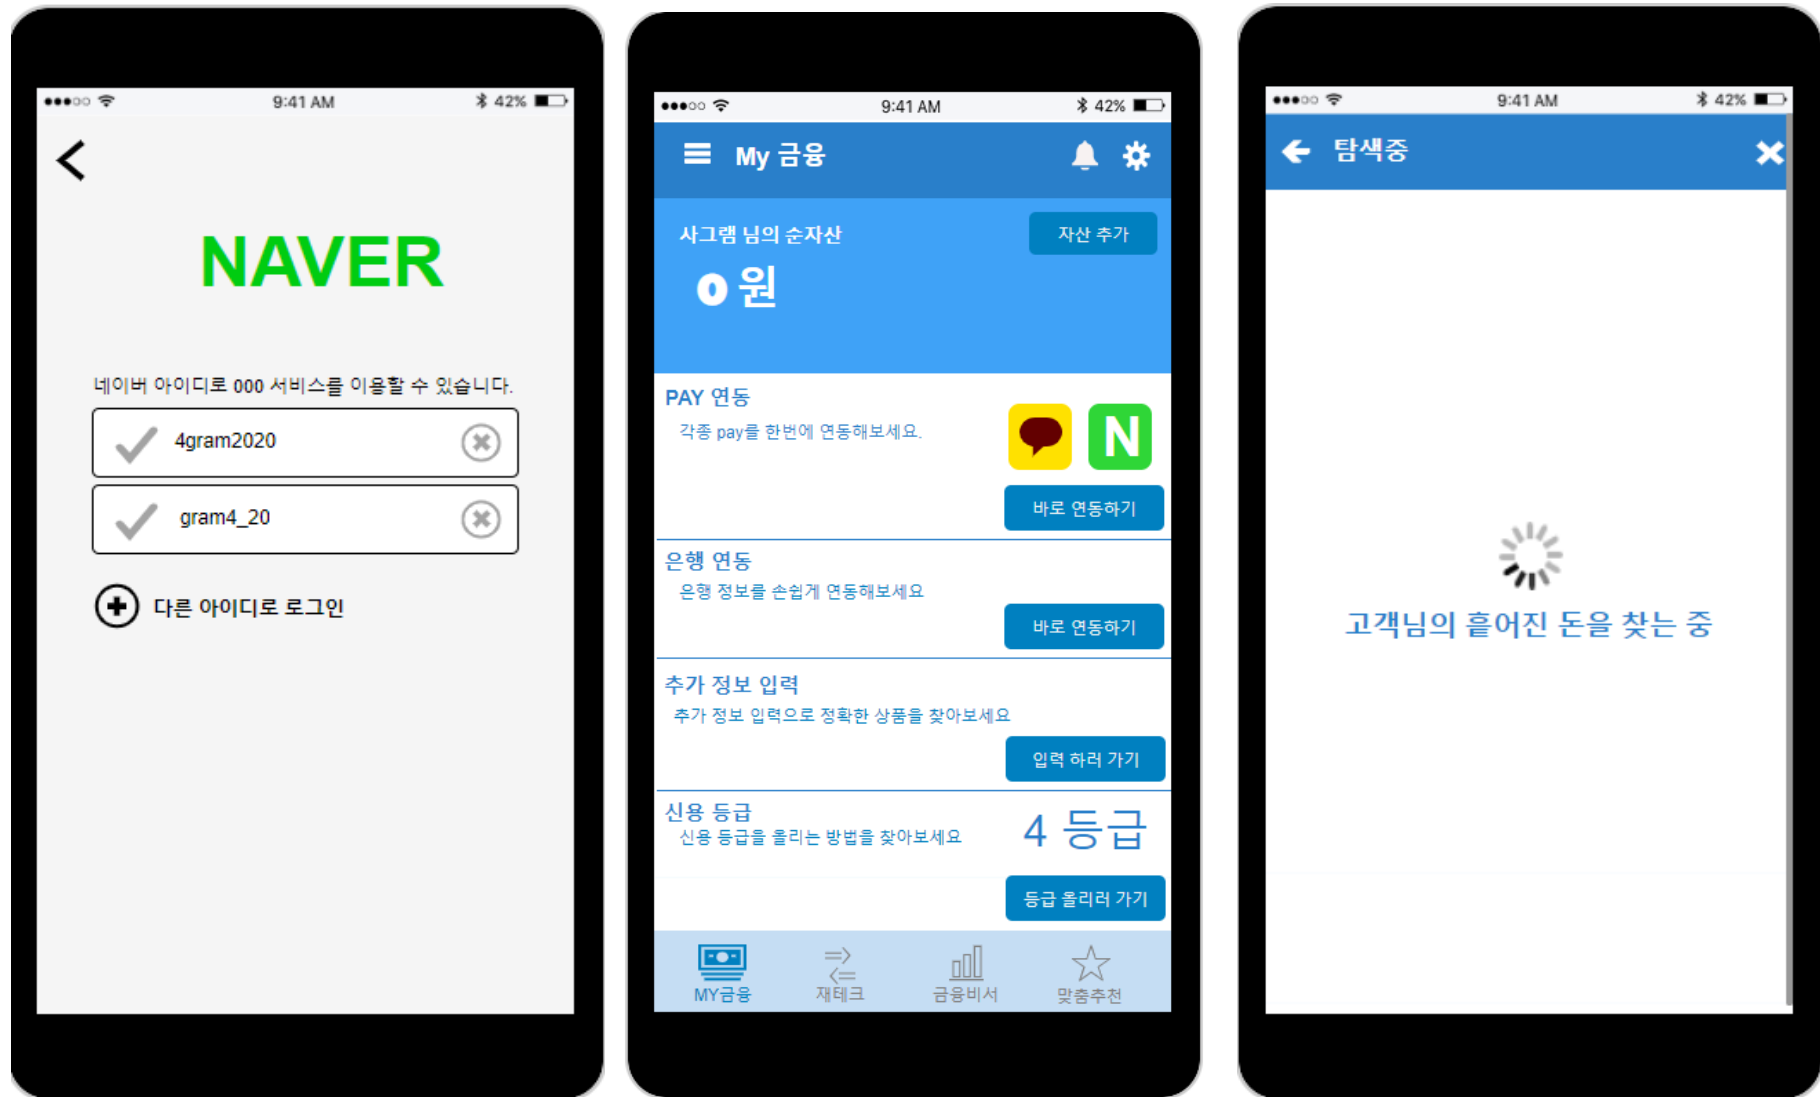 9:41 AM
42%
NAVER
네이버 아이디로 000 서비스를 이용할 수 있습니다.
4gram2020
gram4_20
다른 아이디로 로그인
9:41 AM
42%
My 금융
사그램 님의 순자산
자산 추가
0 원
PAY 연동
각종 pay를 한번에 연동해보세요.
N
바로 연동하기
은행 연동
은행 정보를 손쉽게 연동해보세요
바로 연동하기
추가 정보 입력
추가 정보 입력으로 정확한 상품을 찾아보세요
입력 하러 가기
신용 등급
신용 등급을 올리는 방법을 찾아보세요
4 등급
등급 올리러 가기
MY금융
재테크
금융비서
맞춤추천
9:41 AM
42%
탐색중
고객님의 흩어진 돈을 찾는 중